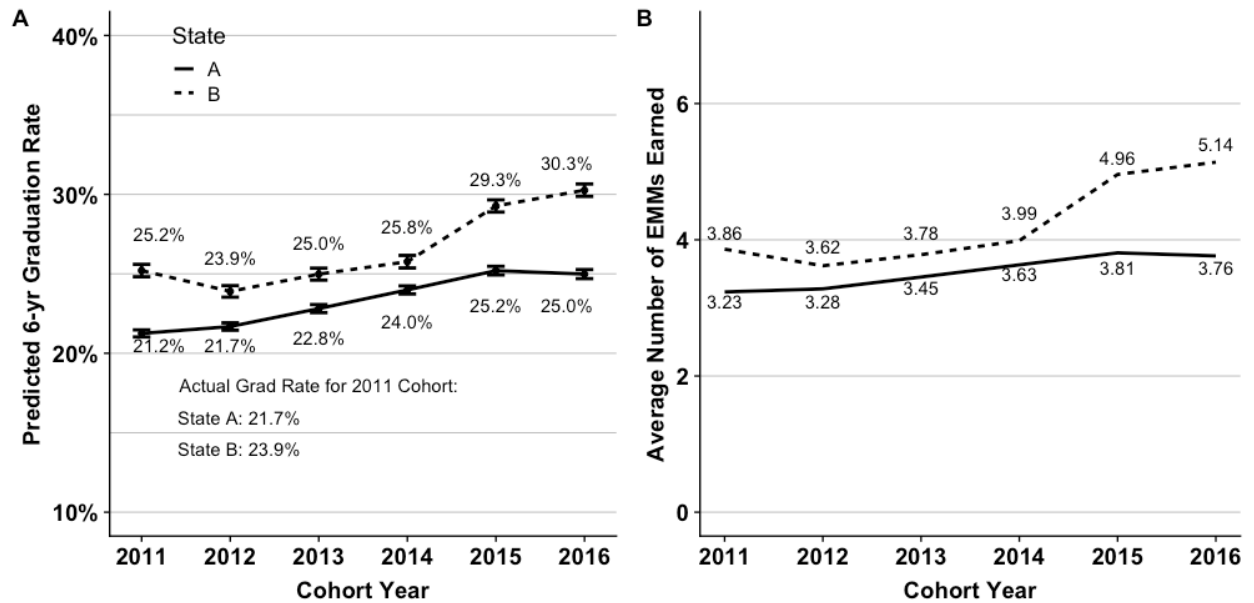 A
Predicted 6-yr Graduation Rate
40%
30%
20%
10%
State
A
B
25.2%
23.9%
25.0%
25.8%
29.3%
30.3%
21.2%
21.7%
22.8%
24.0%
25.2%
25.0%
Actual Grad Rate for 2011 Cohort:
State A: 21.7%
State B: 23.9%
2011 2012 2013 2014 2015 2016
Cohort Year
B
Average Number of EMMs Earned
6
4
2
0
3.86
3.62
3.78
3.99
4.96
5.14
3.23
3.28
3.45
3.63
3.81
3.76
2011 2012 2013 2014 2015 2016
Cohort Year